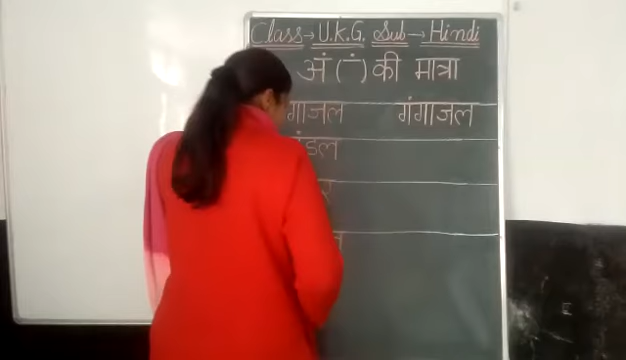 Class→U.K.G. Sub→Hindi
अं (ं) की मात्रा
गाजल गंगाजल
ंडल